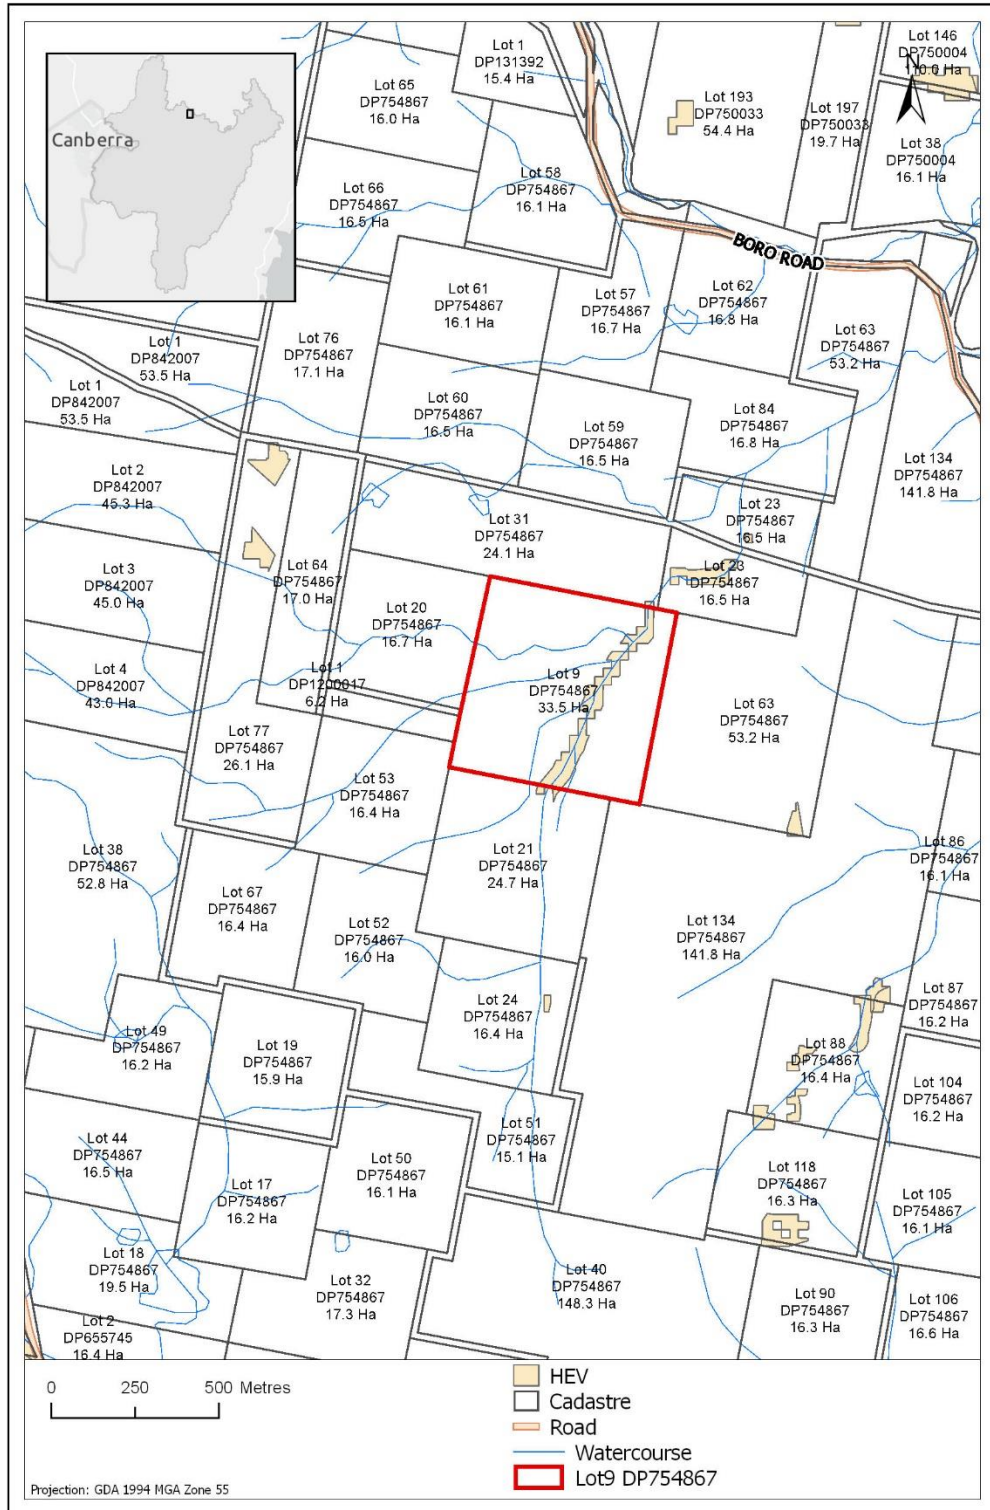 Canberra
Lot 1
DP131392
15.4 Ha
Lot 146
DP750004
110.0 Ha
N
Lot 65
DP754867
16.0 Ha
Lot 193
DP750033
54.4 Ha
Lot 197
DP750033
19.7 Ha
Lot 38
DP750004
16.1 Ha
Lot 66
DP754867
16.5 Ha
Lot 58
DP754867
16.1 Ha
BORO ROAD
Lot 61
DP754867
16.1 Ha
Lot 57
DP754867
16.7 Ha
Lot 62
DP754867
16.8 Ha
Lot 76
DP754867
17.1 Ha
Lot 63
DP754867
53.2 Ha
Lot 1
DP842007
53.5 Ha
Lot 1
DP842007
53.5 Ha
Lot 60
DP754867
16.5 Ha
Lot 59
DP754867
16.5 Ha
Lot 84
DP754867
16.8 Ha
Lot 134
DP754867
141.8 Ha
Lot 2
DP842007
45.3 Ha
Lot 31
DP754867
24.1 Ha
Lot 23
DP754867
16.5 Ha
Lot 3
DP842007
45.0 Ha
Lot 64
DP754867
17.0 Ha
Lot 23
DP754867
16.5 Ha
Lot 20
DP754867
16.7 Ha
Lot 4
DP842007
43.0 Ha
Lot 1
DP1200017
6.2 Ha
Lot 9
DP754867
33.5 Ha
Lot 63
DP754867
53.2 Ha
Lot 77
DP754867
26.1 Ha
Lot 53
DP754867
16.4 Ha
Lot 38
DP754867
52.8 Ha
Lot 21
DP754867
24.7 Ha
Lot 86
DP754867
16.1 Ha
Lot 67
DP754867
16.4 Ha
Lot 52
DP754867
16.0 Ha
Lot 134
DP754867
141.8 Ha
Lot 24
DP754867
16.4 Ha
Lot 87
DP754867
16.2 Ha
Lot 49
DP754867
16.2 Ha
Lot 19
DP754867
15.9 Ha
Lot 88
DP754867
16.4 Ha
Lot 104
DP754867
16.2 Ha
Lot 44
DP754867
16.5 Ha
Lot 51
DP754867
15.1 Ha
Lot 50
DP754867
16.1 Ha
Lot 17
DP754867
16.2 Ha
Lot 118
DP754867
16.3 Ha
Lot 105
DP754867
16.1 Ha
Lot 18
DP754867
19.5 Ha
Lot 32
DP754867
17.3 Ha
Lot 40
DP754867
148.3 Ha
Lot 90
DP754867
16.3 Ha
Lot 106
DP754867
16.6 Ha
Lot 2
DP655745
16.4 Ha
0 250 500 Metres
HEV
Cadastre
Road
Watercourse
Lot9 DP754867
Projection: GDA 1994 MGA Zone 55